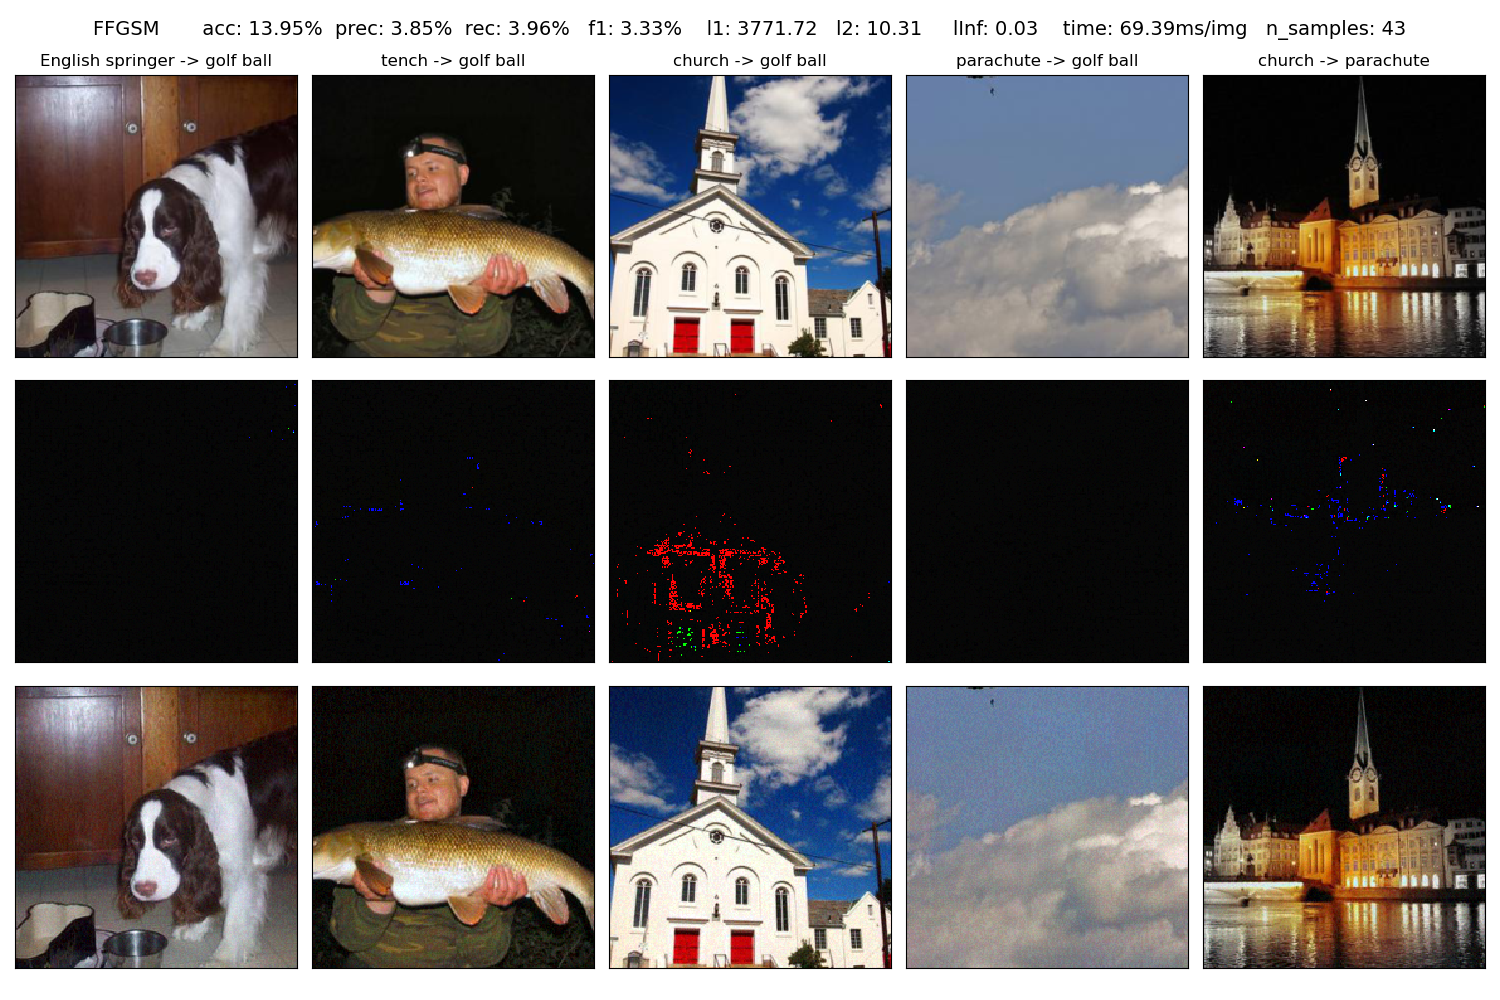 FFGSM acc: 13.95% prec: 3.85% rec: 3.96% f1: 3.33% l1: 3771.72 l2: 10.31 lInf: 0.03 time: 69.39ms/img n_samples: 43
English springer -> golf ball
tench -> golf ball
church -> golf ball
parachute -> golf ball
church -> parachute